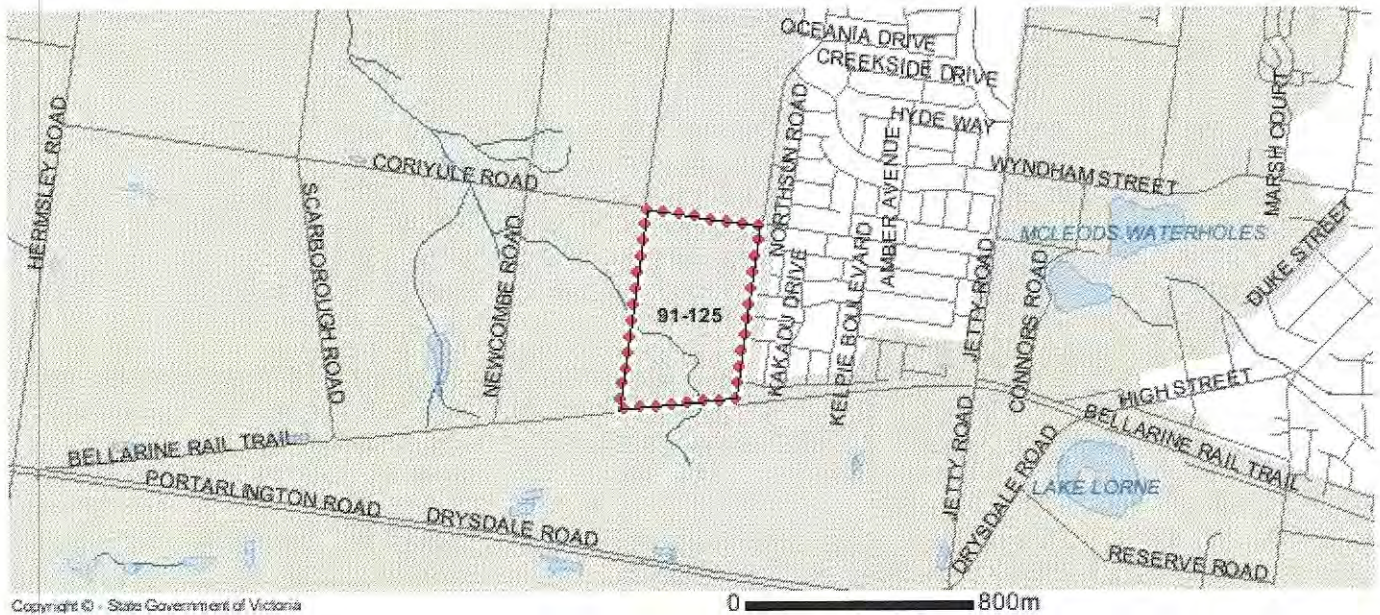 OCEANIA DRIVE
CREEKSIDE DRIVE
HYDE WAY
HERMSLEY ROAD
CORIYULE ROAD
SCARBOROUGH ROAD
NEWCOMBE ROAD
NORTHSUN ROAD
AMBER AVENUE
WYNDHAM STREET
MARSH COURT
MCLEODS WATERHOLES
DUKE STREET
91-125
KAKADU DRIVE
KELPIE BOULEVARD
JETTY ROAD
CONNORS ROAD
HIGH STREET
BELLARINE RAIL TRAIL
BELLARINE RAIL TRAIL
PORTARLINGTON ROAD
DRYSDALE ROAD
JETTY ROAD
DRYSDALE ROAD
LAKE LORNE
RESERVE ROAD
Copyright © - State Government of Victoria
0 800m